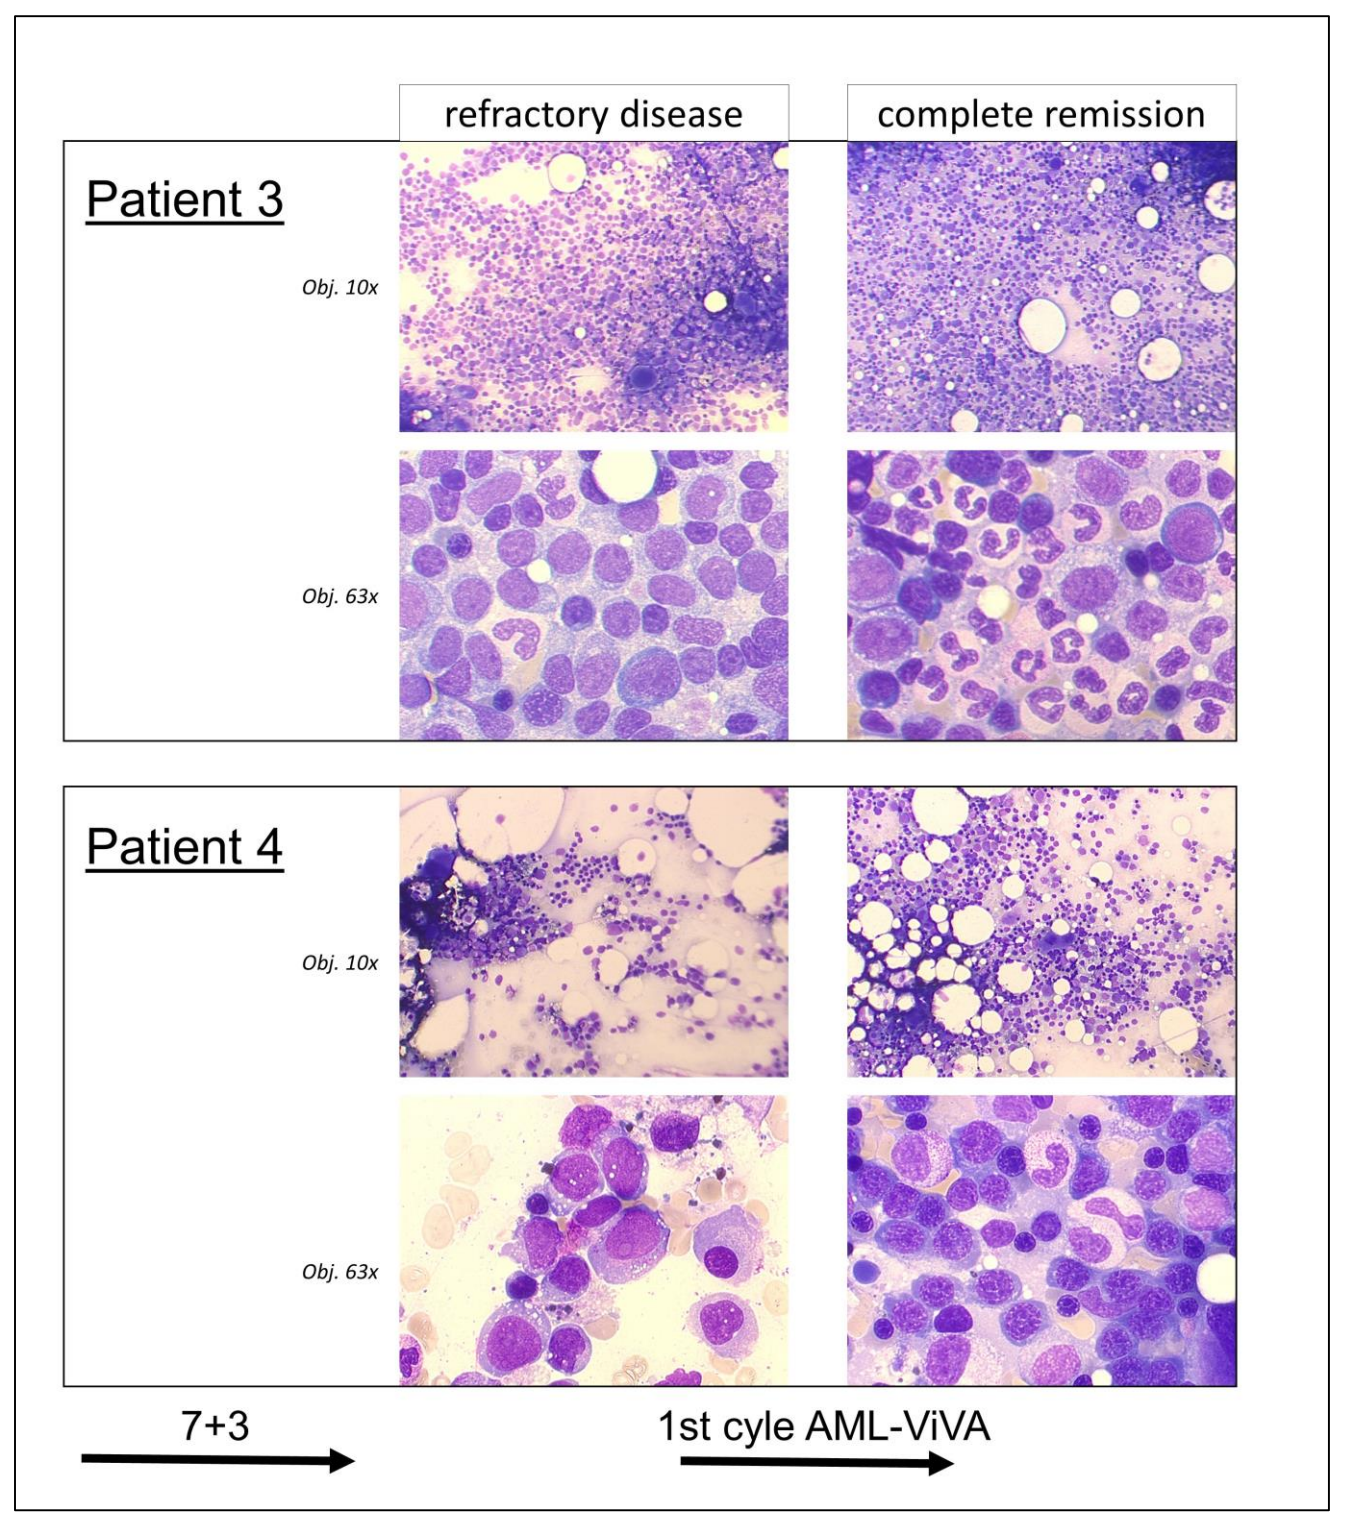 refractory disease
complete remission
Patient 3
Obj. 10x
Obj. 63x
Patient 4
Obj. 10x
Obj. 63x
7+3
1st cyle AML-ViVA